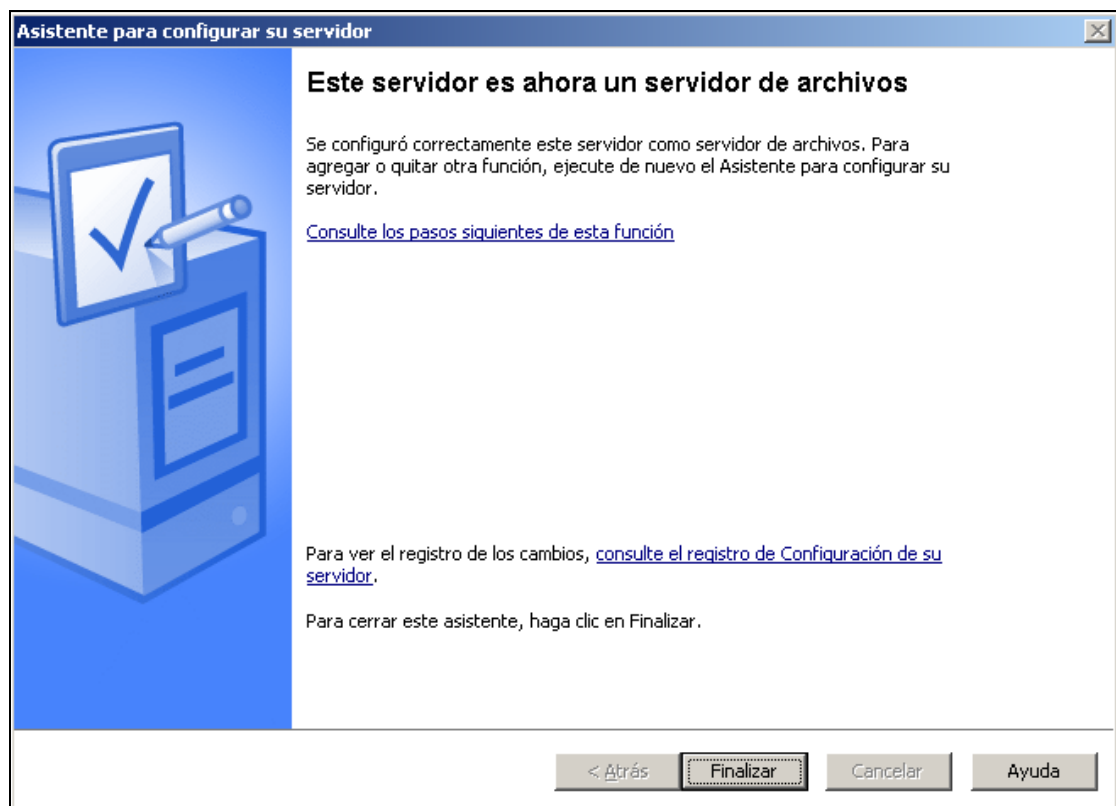 Asistente para configurar su servidor
Este servidor es ahora un servidor de archivos
Se configuró correctamente este servidor como servidor de archivos. Para
agregar o quitar otra función, ejecute de nuevo el Asistente para configurar su
servidor.
Consulte los pasos siguientes de esta función
Para ver el registro de los cambios, consulte el registro de Configuración de su
servidor.
Para cerrar este asistente, haga clic en Finalizar.
< Atrás
Finalizar
Cancelar
Ayuda